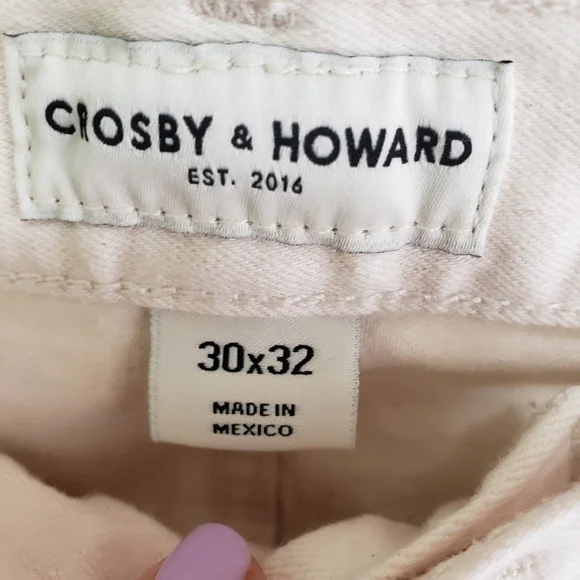 CROSBY & HOWARD
EST. 2016
30x32
MADE IN
MEXICO